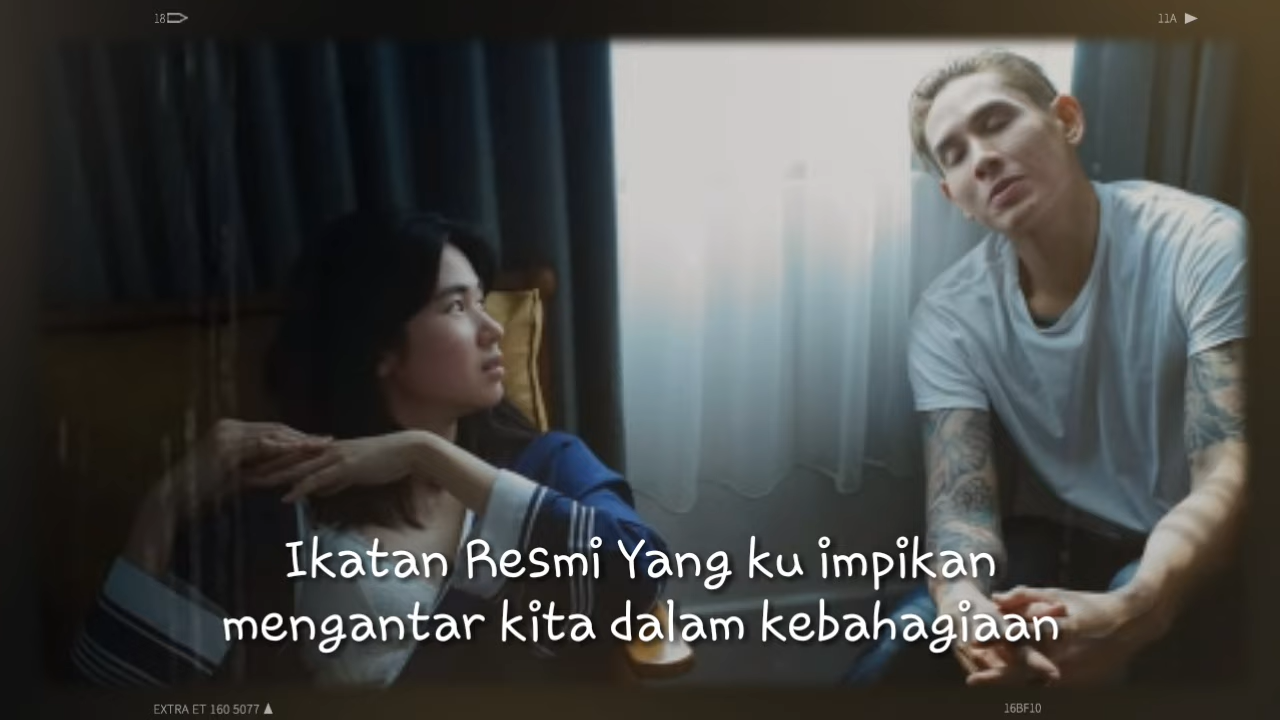 18
11A
Ikatan Resmi Yang ku impikan
mengantar kita dalam kebahagiaan
EXTRA ET 160 5077
16BF10